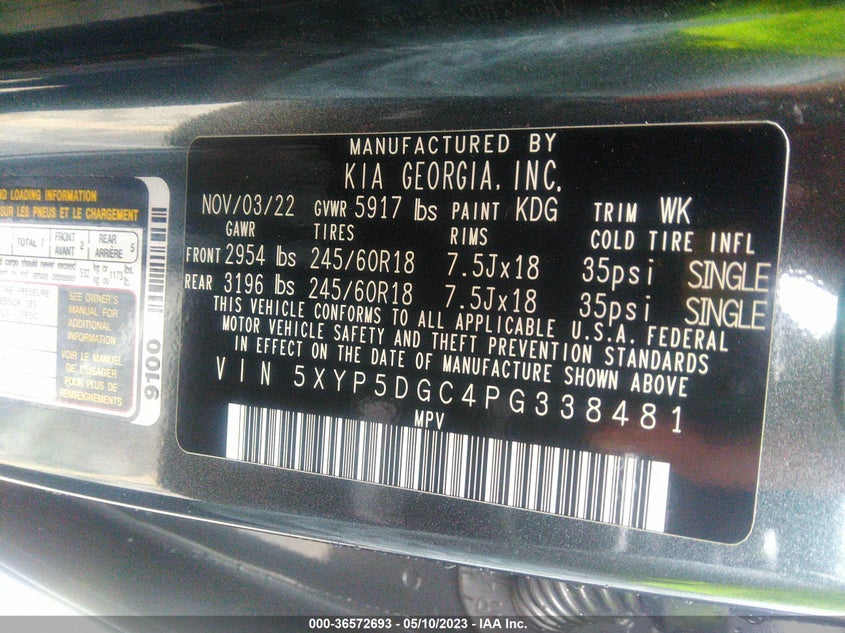 ND LOADING INFORMATION
SUR LES PNEUS ET LE CHARGEMENT
TOTAL 7
FRONT AVANT 2
REAR ARRIÈRE 5
SEE OWNER'S
MANUAL FOR
ADDITIONAL
INFORMATION
VOIR LE MANUEL
DE L'USAGER
POUR PLUS DE
RENSEIGNEMENTS
9100
MANUFACTURED BY
KIA GEORGIA, INC.
NOV/03/22 GVWR 5917 lbs PAINT KDG TRIM WK
GAWR TIRES RIMS COLD TIRE INFL
FRONT 2954 lbs 245/60R18 7.5Jx18 35psi SINGLE
REAR 3196 lbs 245/60R18 7.5Jx18 35psi SINGLE
THIS VEHICLE CONFORMS TO ALL APPLICABLE U.S.A. FEDERAL
MOTOR VEHICLE SAFETY AND THEFT PREVENTION STANDARDS
IN EFFECT ON THE DATE OF MANUFACTURE SHOWN ABOVE
VIN 5XYP5DGC4PG338481
MPV
000-36572693 - 05/10/2023 - IAA Inc.